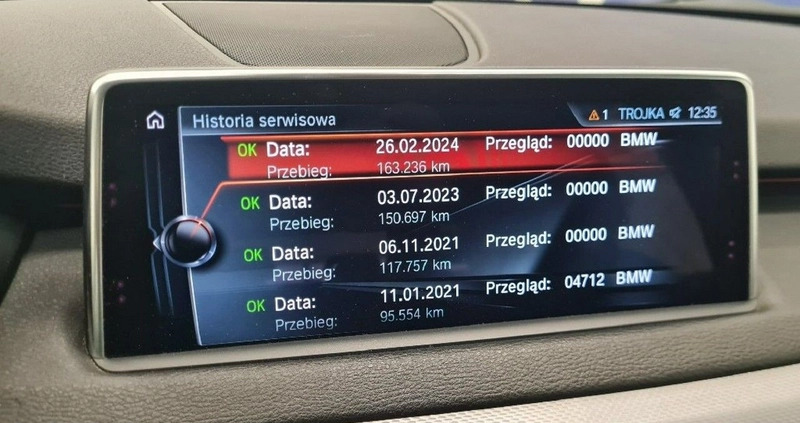 Historia serwisowa 1 TROJKA 12:35
OK Data: 26.02.2024 Przegląd: 00000 BMW
Przebieg: 163.236 km
OK Data: 03.07.2023 Przegląd: 00000 BMW
Przebieg: 150.697 km
OK Data: 06.11.2021 Przegląd: 00000 BMW
Przebieg: 117.757 km
OK Data: 11.01.2021 Przegląd: 04712 BMW
Przebieg: 95.554 km